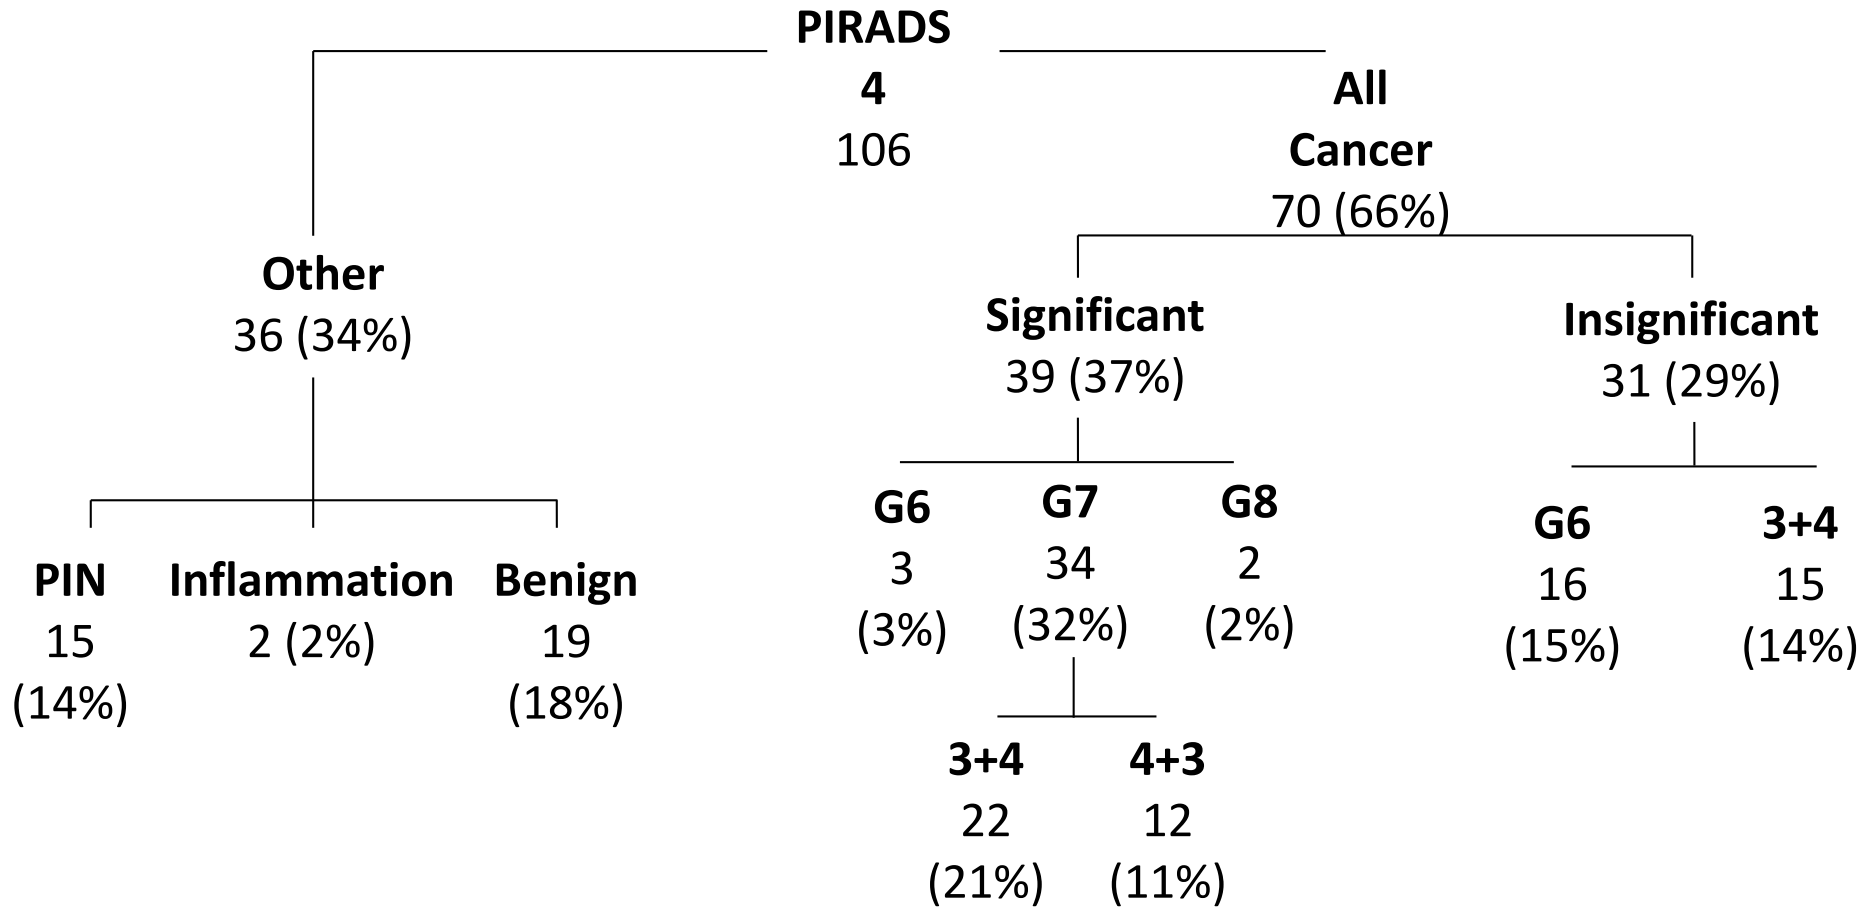 PIRADS
4
106
All
Cancer
70 (66%)
Other
36 (34%)
Significant
39 (37%)
Insignificant
31 (29%)
PIN
15
(14%)
Inflammation
2 (2%)
Benign
19
(18%)
G6
3
(3%)
G7
34
(32%)
G8
2
(2%)
G6
16
(15%)
3+4
15
(14%)
3+4
22
(21%)
4+3
12
(11%)